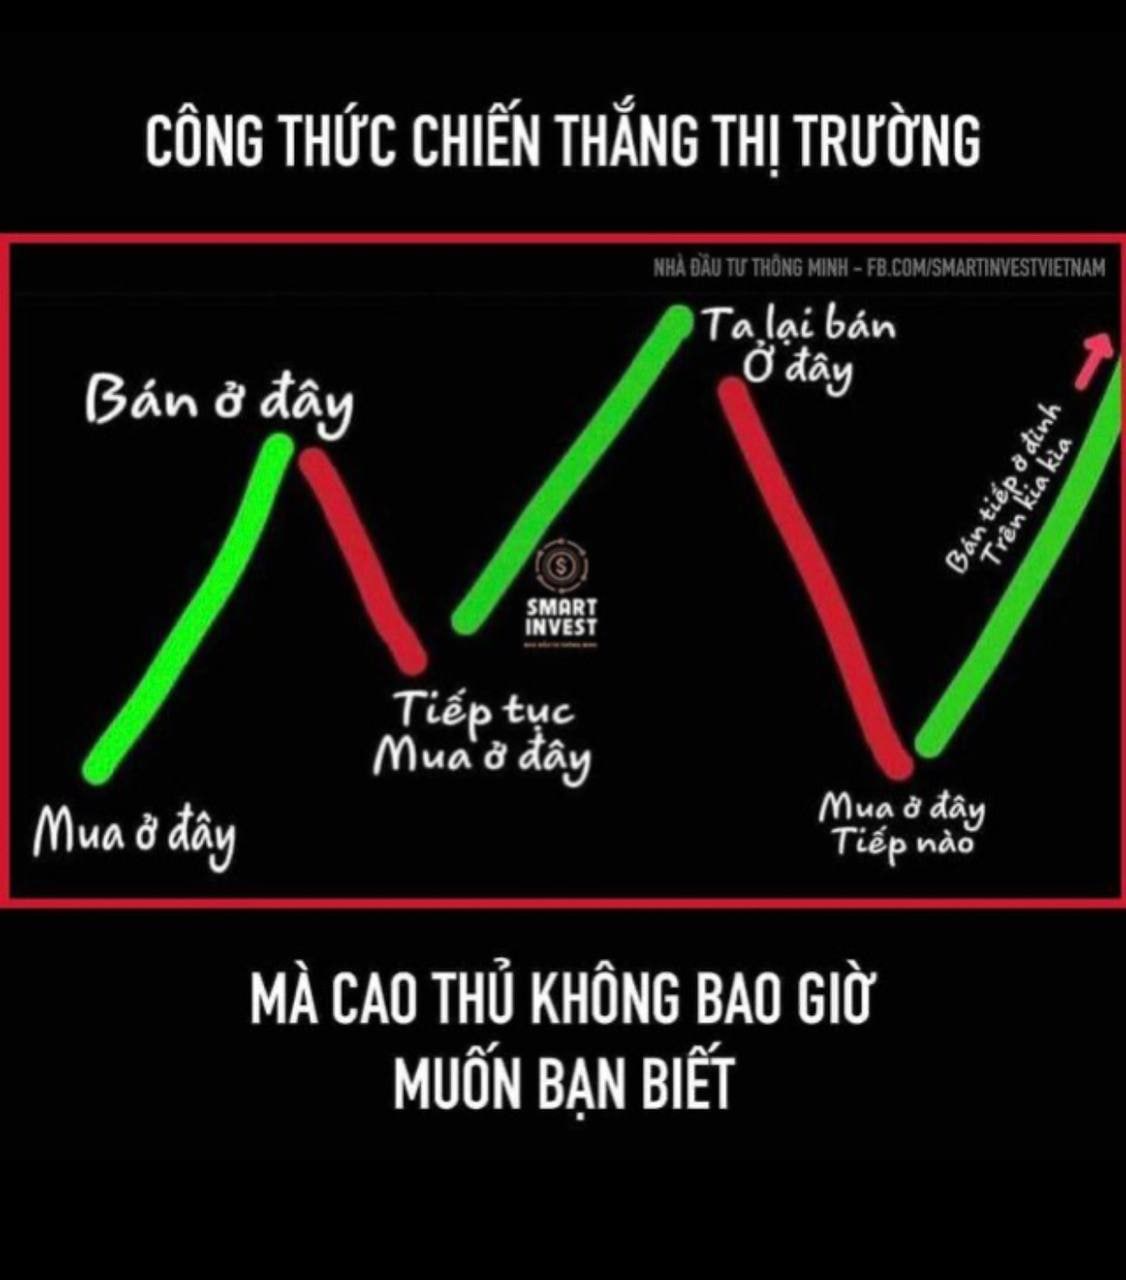 CÔNG THỨC CHIẾN THẮNG THỊ TRƯỜNG
NHÀ ĐẦU TƯ THÔNG MINH - FB.COM/SMARTINVESTVIETNAM
Bán ở đây
Ta lại bán
Ở đây
Bán tiếp ở đỉnh
Trên kia kìa
$
SMART
INVEST
Tiếp tục
Mua ở đây
Mua ở đây
Mua ở đây
Tiếp nào
MÀ CAO THỦ KHÔNG BAO GIỜ
MUỐN BẠN BIẾT